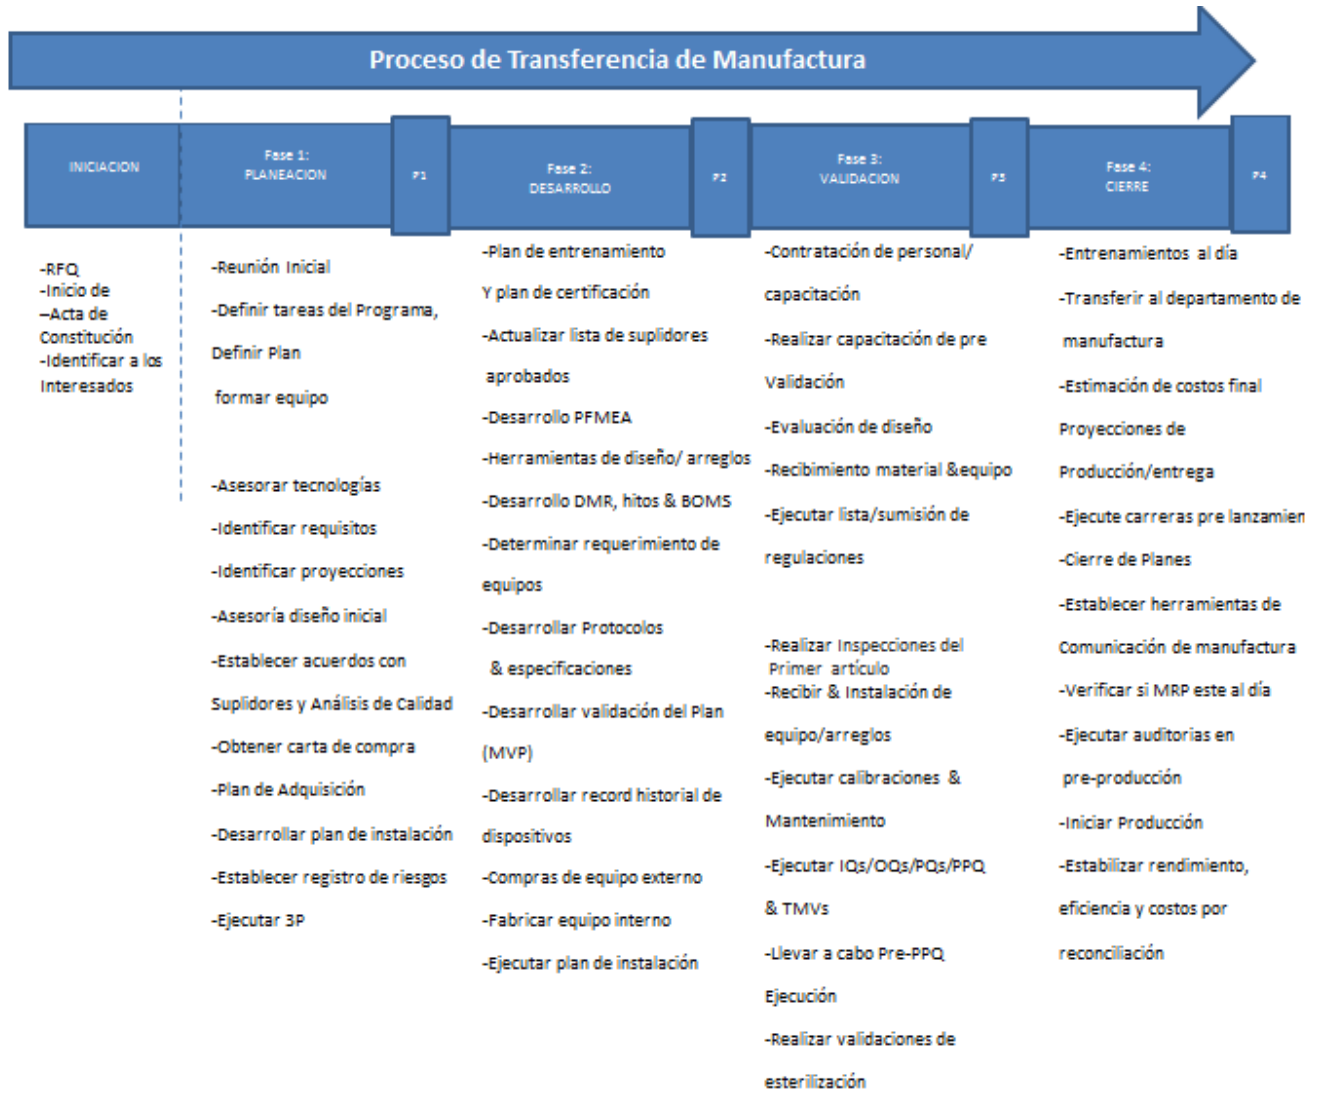 Proceso de Transferencia de Manufactura
INICIACION
Fase 1:
PLANEACION
P1
Fase 2:
DESARROLLO
P2
Fase 3:
VALIDACION
P3
Fase 4:
CIERRE
P4
-RFQ
-Inicio de
–Acta de
Constitución
-Identificar a los
Interesados
-Reunión Inicial
-Definir tareas del Programa,
Definir Plan
formar equipo
-Asesorar tecnologías
-Identificar requisitos
-Identificar proyecciones
-Asesoría diseño inicial
-Establecer acuerdos con
Suplidores y Análisis de Calidad
-Obtener carta de compra
-Plan de Adquisición
-Desarrollar plan de instalación
-Establecer registro de riesgos
-Ejecutar 3P
-Plan de entrenamiento
Y plan de certificación
-Actualizar lista de suplidores
aprobados
-Desarrollo PFMEA
-Herramientas de diseño/ arreglos
-Desarrollo DMR, hitos & BOMS
-Determinar requerimiento de
equipos
-Desarrollar Protocolos
& especificaciones
-Desarrollar validación del Plan
(MVP)
-Desarrollar record historial de
dispositivos
-Compras de equipo externo
-Fabricar equipo interno
-Ejecutar plan de instalación
-Contratación de personal/
capacitación
-Realizar capacitación de pre
Validación
-Evaluación de diseño
-Recibimiento material &equipo
-Ejecutar lista/sumisión de
regulaciones
-Realizar Inspecciones del
Primer artículo
-Recibir & Instalación de
equipo/arreglos
-Ejecutar calibraciones &
Mantenimiento
-Ejecutar IQs/OQs/PQs/PPQ
& TMVs
-Llevar a cabo Pre-PPQ
Ejecución
-Realizar validaciones de
esterilización
-Entrenamientos al día
-Transferir al departamento de
manufactura
-Estimación de costos final
Proyecciones de
Producción/entrega
-Ejecute carreras pre lanzamien
-Cierre de Planes
-Establecer herramientas de
Comunicación de manufactura
-Verificar si MRP este al día
-Ejecutar auditorias en
pre-producción
-Iniciar Producción
-Estabilizar rendimiento,
eficiencia y costos por
reconciliación